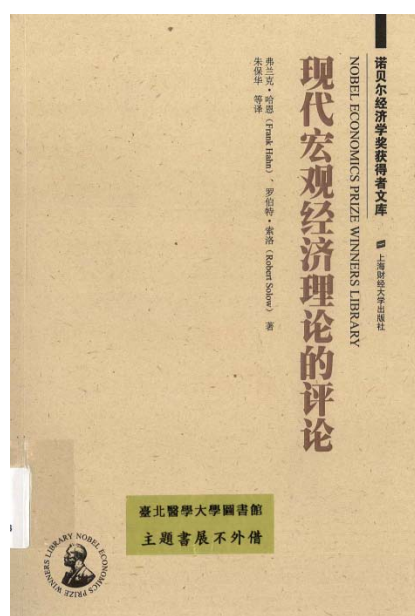 诺贝尔经济学奖获得者文库
上海财经大学出版社
NOBEL ECONOMICS PRIZE WINNERS LIBRARY
现代宏观经济理论的评论
弗兰克·哈恩（Frank Hahn）、罗伯特·索洛（Robert Solow） 著
朱保华 等译
臺北醫學大學圖書館
主題書展不外借
NOBEL ECONOMICS PRIZE WINNERS LIBRARY